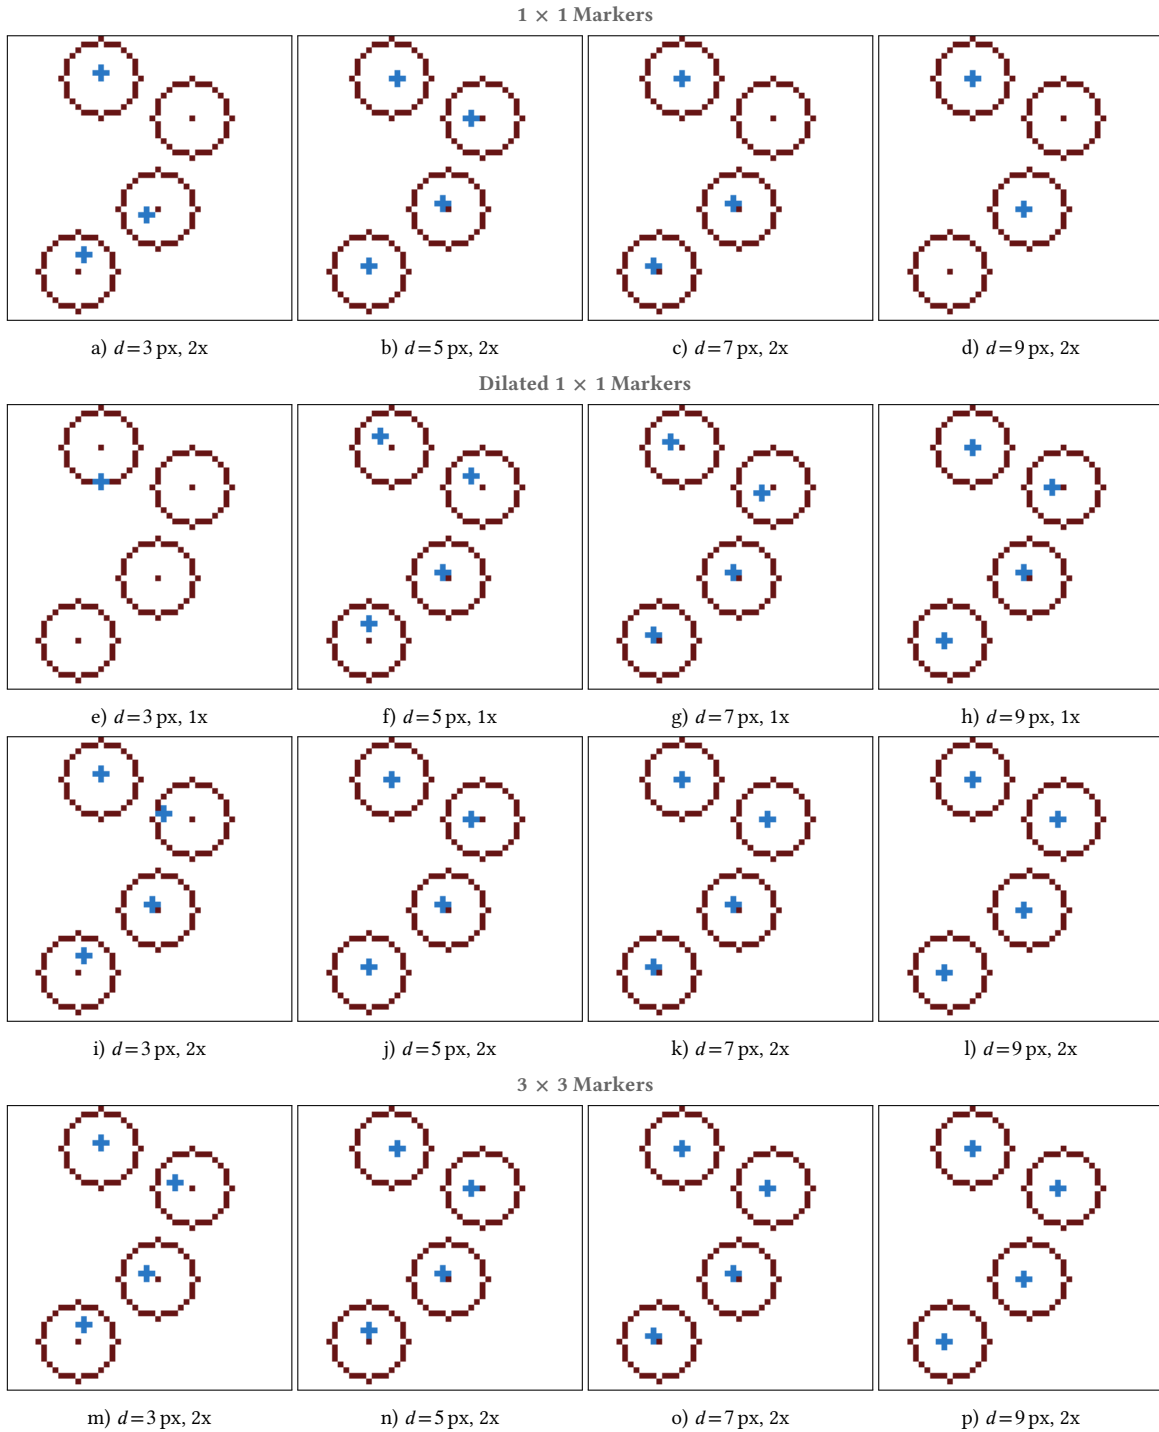 1 × 1 Markers
a) d=3 px, 2x
b) d=5 px, 2x
c) d=7 px, 2x
d) d=9 px, 2x
Dilated 1 × 1 Markers
e) d=3 px, 1x
f) d=5 px, 1x
g) d=7 px, 1x
h) d=9 px, 1x
i) d=3 px, 2x
j) d=5 px, 2x
k) d=7 px, 2x
l) d=9 px, 2x
3 × 3 Markers
m) d=3 px, 2x
n) d=5 px, 2x
o) d=7 px, 2x
p) d=9 px, 2x